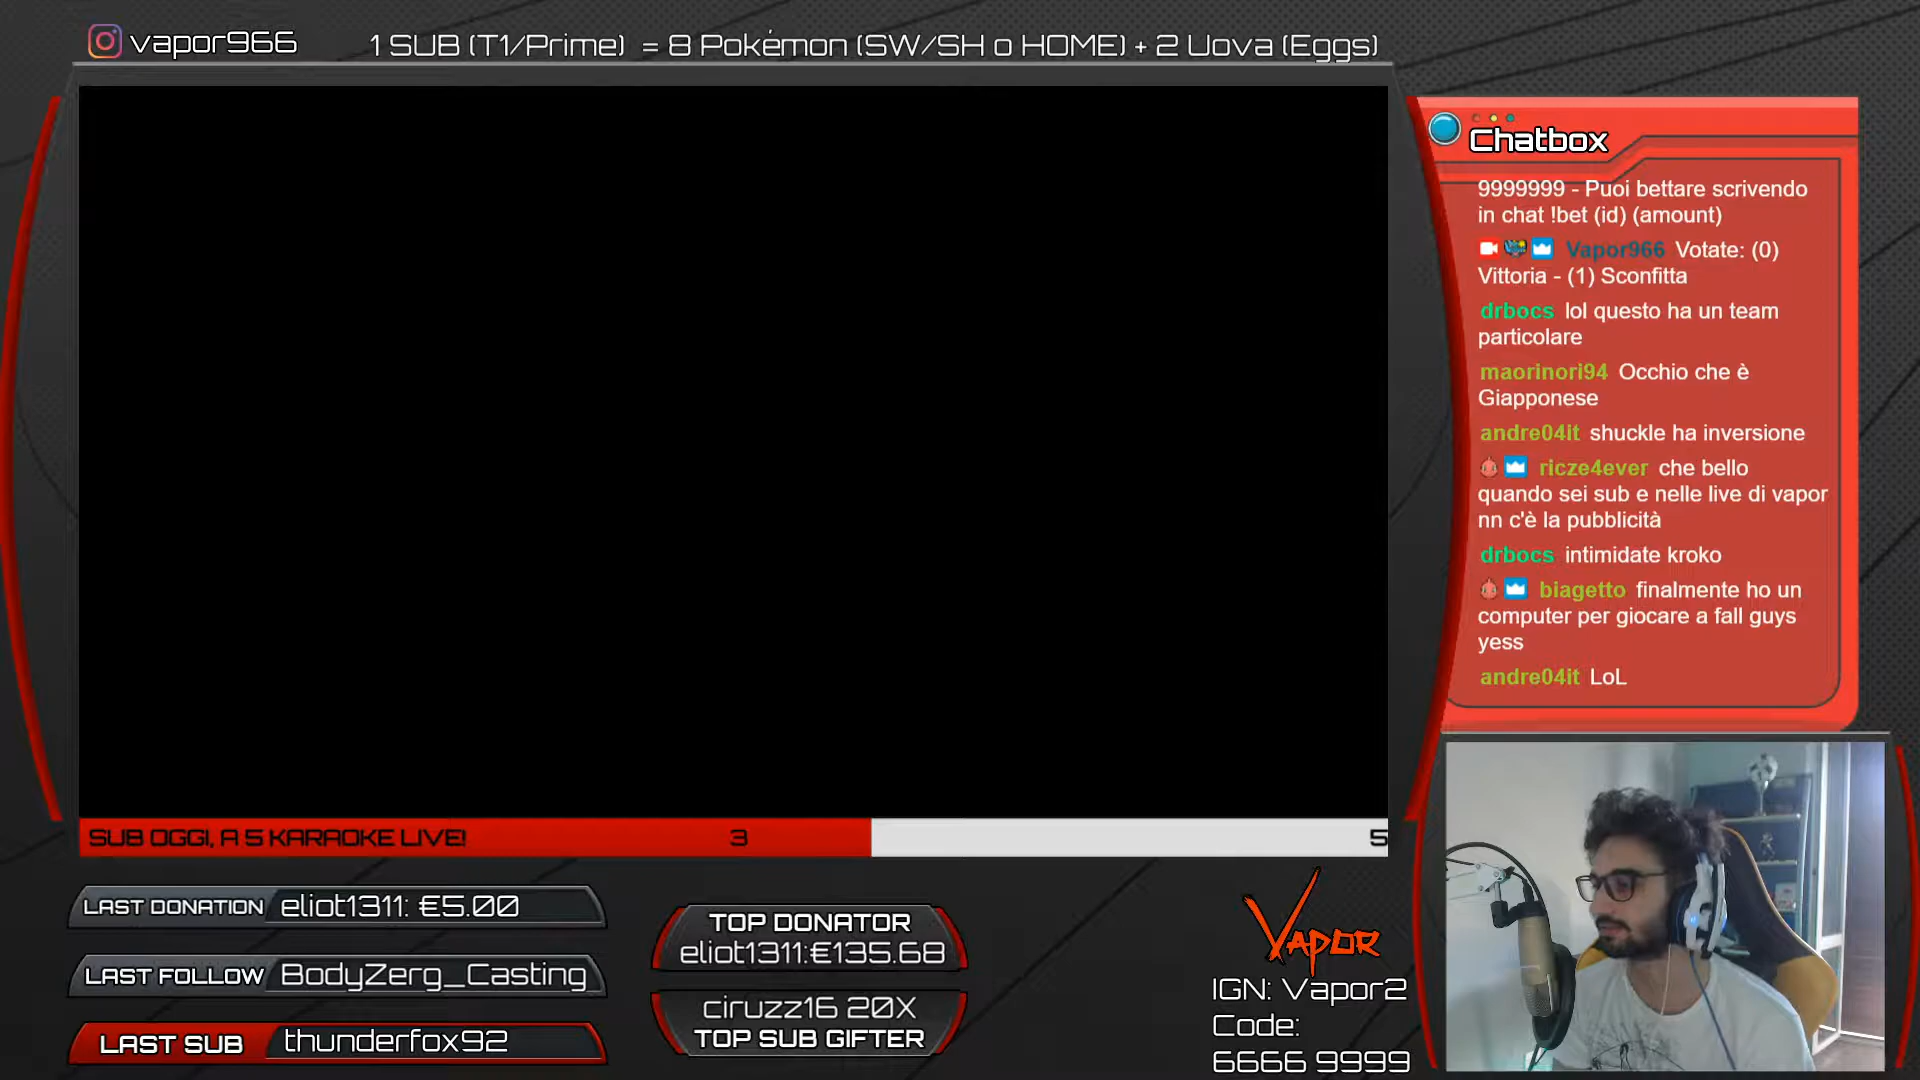 vapor966
1 SUB (T1/Prime) = 8 Pokémon (SW/SH o HOME) + 2 Uova (Eggs)
Chatbox
9999999 - Puoi bettare scrivendo
in chat !bet (id) (amount)
Vapor966 Votate: (0)
Vittoria - (1) Sconfitta
drbocs lol questo ha un team
particolare
maorinori94 Occhio che è
Giapponese
andre04it shuckle ha inversione
ricze4ever che bello
quando sei sub e nelle live di vapor
nn c'è la pubblicità
drbocs intimidate kroko
biagetto finalmente ho un
computer per giocare a fall guys
yess
andre04it LoL
SUB OGGI, A 5 KARAOKE LIVE! 3 5
LAST DONATION eliot1311: €5.00
LAST FOLLOW BodyZerg_Casting
LAST SUB thunderfox92
TOP DONATOR
eliot1311:€135.68
ciruzz16 20X
TOP SUB GIFTER
VAPOR
IGN: Vapor2
Code:
6666 9999